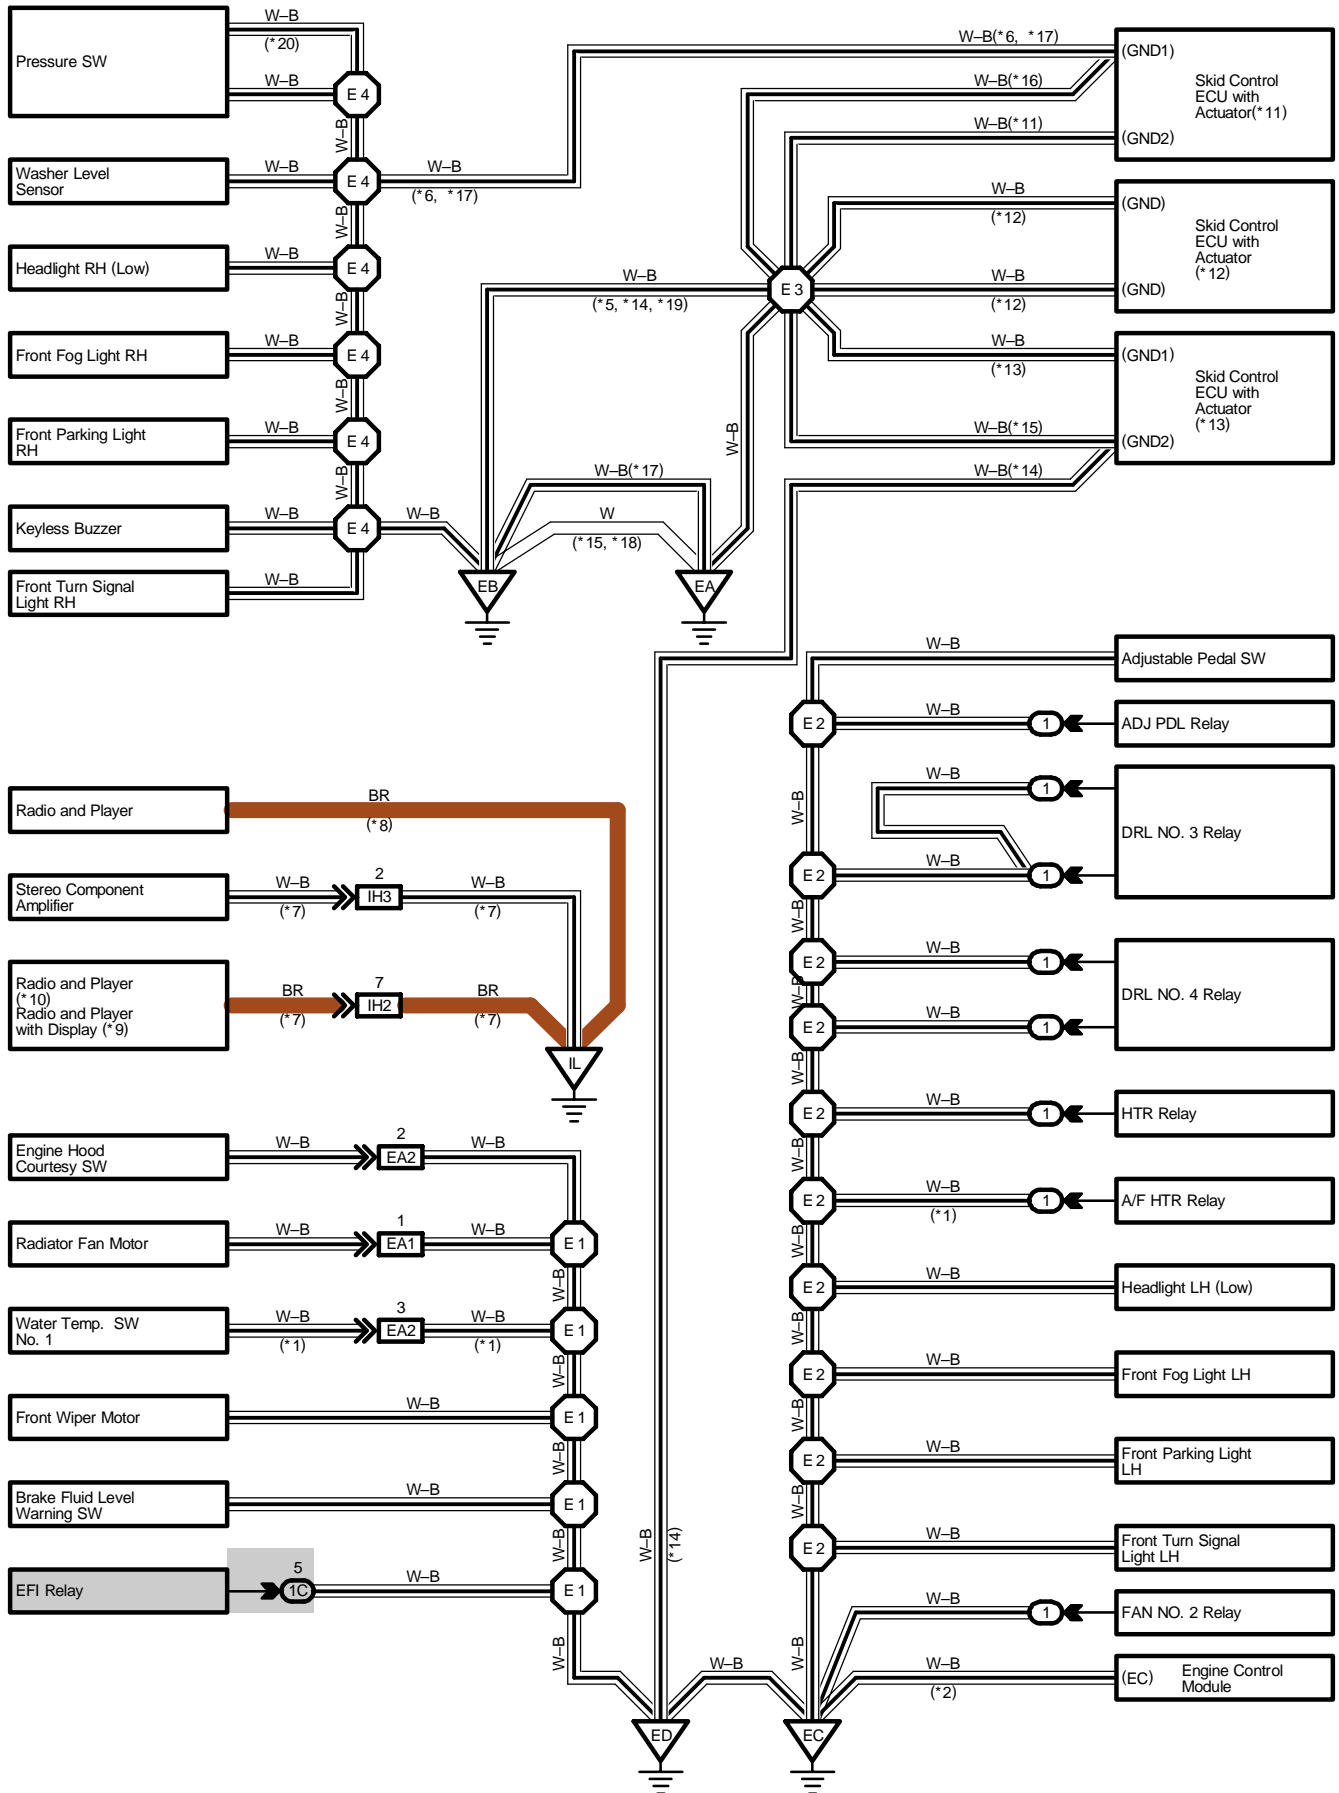 W–B
(*20)
Pressure SW
W–B
E 4
W–B
Washer Level
Sensor
W–B
E 4
W–B
(*6, *17)
W–B
Headlight RH (Low)
W–B
E 4
W–B
Front Fog Light RH
W–B
E 4
W–B
Front Parking Light
RH
W–B
E 4
W–B
Keyless Buzzer
W–B
E 4
W–B
Front Turn Signal
Light RH
W–B
W–B(*6, *17)
(GND1)
W–B(*16)
Skid Control
ECU with
Actuator(*11)
W–B(*11)
(GND2)
W–B
(*12)
(GND)
Skid Control
ECU with
Actuator
(*12)
W–B
(*12)
(GND)
W–B
(*5, *14, *19)
E 3
W–B
(*13)
(GND1)
Skid Control
ECU with
Actuator
(*13)
W–B(*15)
(GND2)
W–B(*14)
W–B
W–B(*17)
W
(*15, *18)
EB
EA
W–B
Adjustable Pedal SW
E 2
W–B
1
ADJ PDL Relay
W–B
W–B
1
DRL NO. 3 Relay
E 2
W–B
1
W–B
E 2
W–B
1
DRL NO. 4 Relay
W–B
E 2
W–B
1
W–B
E 2
W–B
1
HTR Relay
W–B
E 2
W–B
(*1)
1
A/F HTR Relay
W–B
E 2
W–B
Headlight LH (Low)
W–B
E 2
W–B
Front Fog Light LH
W–B
E 2
W–B
Front Parking Light
LH
W–B
E 2
W–B
Front Turn Signal
Light LH
W–B
W–B
1
FAN NO. 2 Relay
W–B
(*2)
(EC)
Engine Control
Module
Radio and Player
BR
(*8)
Stereo Component
Amplifier
W–B
(*7)
2
IH3
W–B
(*7)
Radio and Player
(*10)
Radio and Player
with Display (*9)
BR
(*7)
7
IH2
BR
(*7)
IL
Engine Hood
Courtesy SW
W–B
2
EA2
W–B
Radiator Fan Motor
W–B
1
EA1
W–B
E 1
W–B
Water Temp. SW
No. 1
W–B
(*1)
3
EA2
W–B
(*1)
E 1
W–B
Front Wiper Motor
W–B
E 1
W–B
Brake Fluid Level
Warning SW
W–B
E 1
W–B
EFI Relay
5
1C
W–B
E 1
W–B
W–B
(*14)
W–B
ED
EC